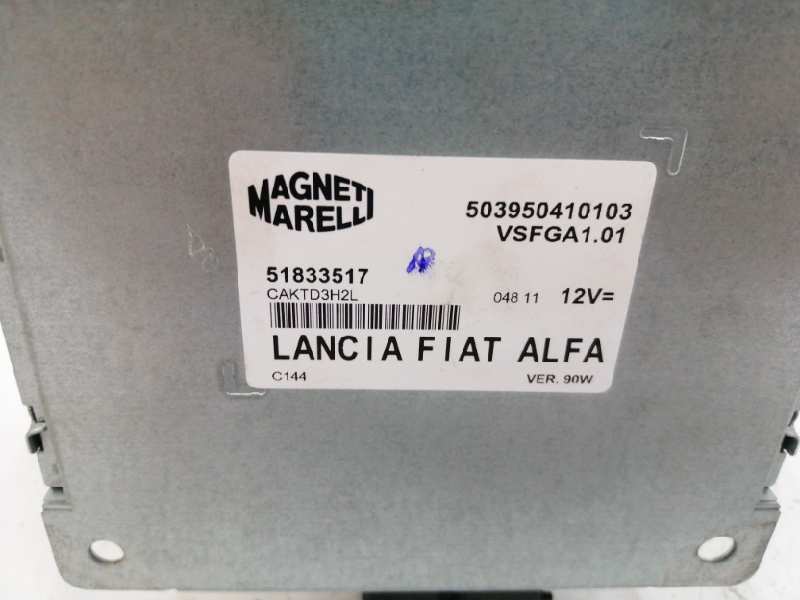 MAGNETI
MARELLI
503950410103
VSFGA1.01
51833517
CAKTD3H2L
048 11 12V=
LANCIA FIAT ALFA
C144 VER. 90W